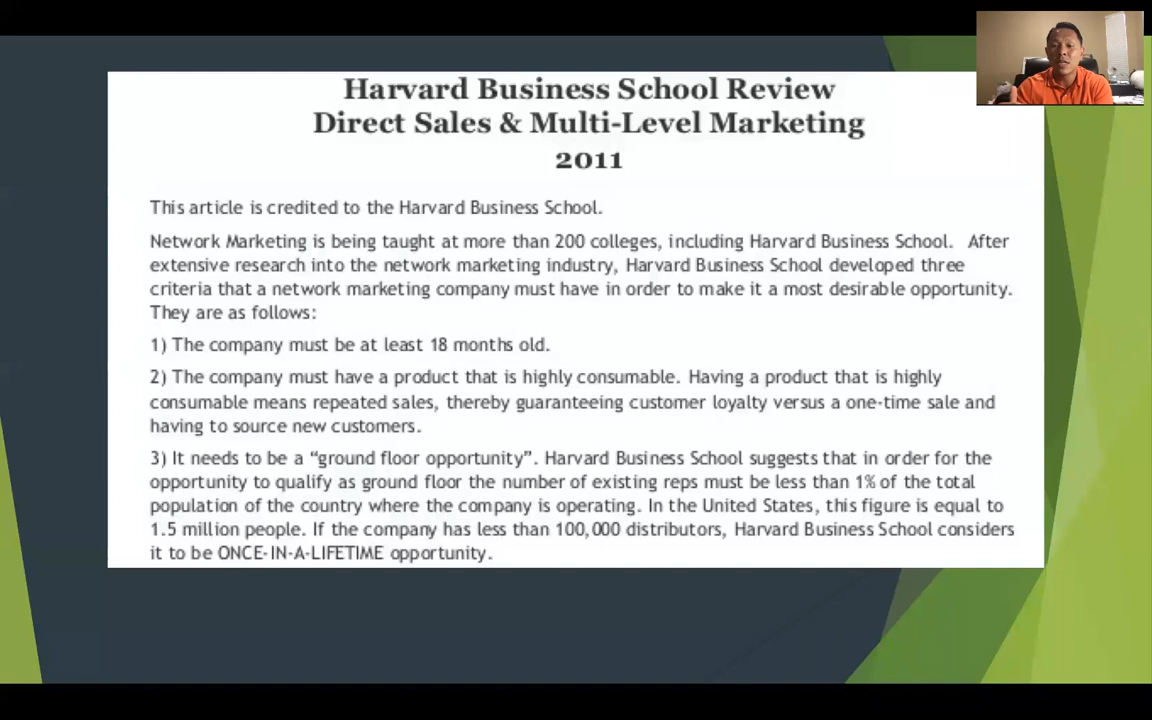 Harvard Business School Review
Direct Sales & Multi-Level Marketing
2011
This article is credited to the Harvard Business School.
Network Marketing is being taught at more than 200 colleges, including Harvard Business School. After
extensive research into the network marketing industry, Harvard Business School developed three
criteria that a network marketing company must have in order to make it a most desirable opportunity.
They are as follows:
1) The company must be at least 18 months old.
2) The company must have a product that is highly consumable. Having a product that is highly
consumable means repeated sales, thereby guaranteeing customer loyalty versus a one-time sale and
having to source new customers.
3) It needs to be a “ground floor opportunity”. Harvard Business School suggests that in order for the
opportunity to qualify as ground floor the number of existing reps must be less than 1% of the total
population of the country where the company is operating. In the United States, this figure is equal to
1.5 million people. If the company has less than 100,000 distributors, Harvard Business School considers
it to be ONCE-IN-A-LIFETIME opportunity.